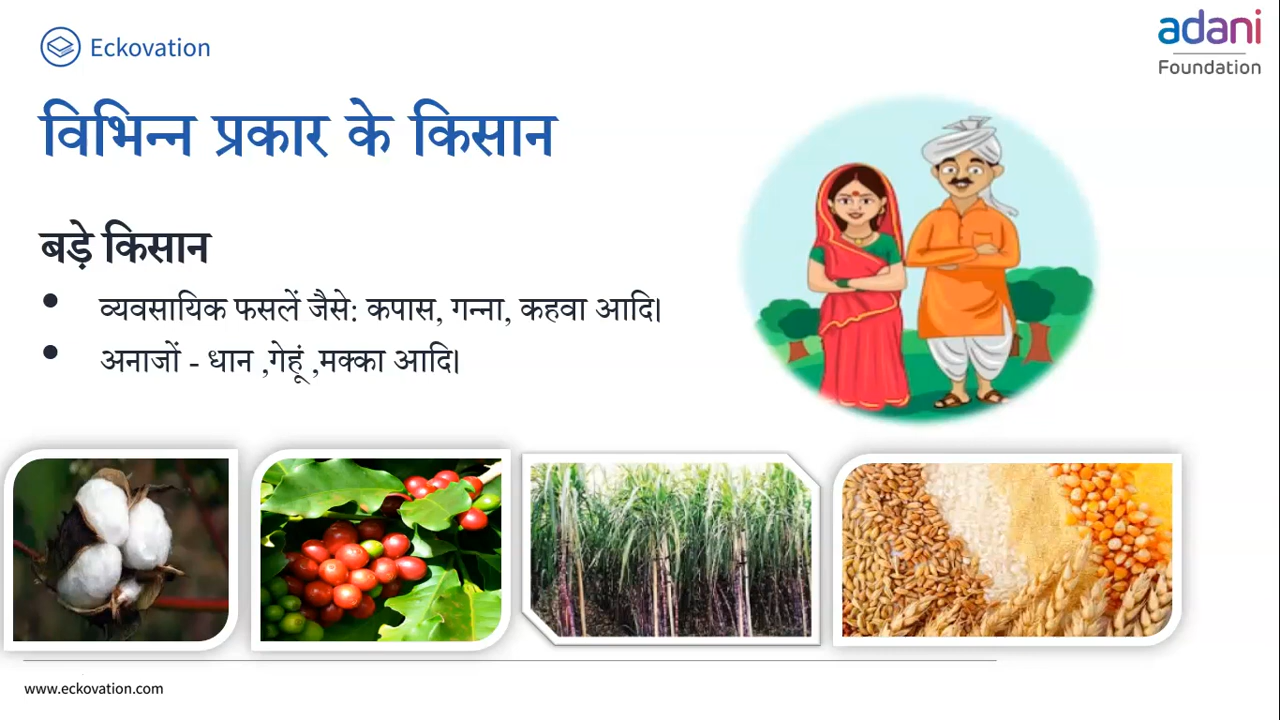 Eckovation
adani
Foundation
विभिन्न प्रकार के किसान
बड़े किसान
• व्यवसायिक फसलें जैसे: कपास, गन्ना, कहवा आदि।
• अनाजों - धान ,गेहूं ,मक्का आदि।
www.eckovation.com